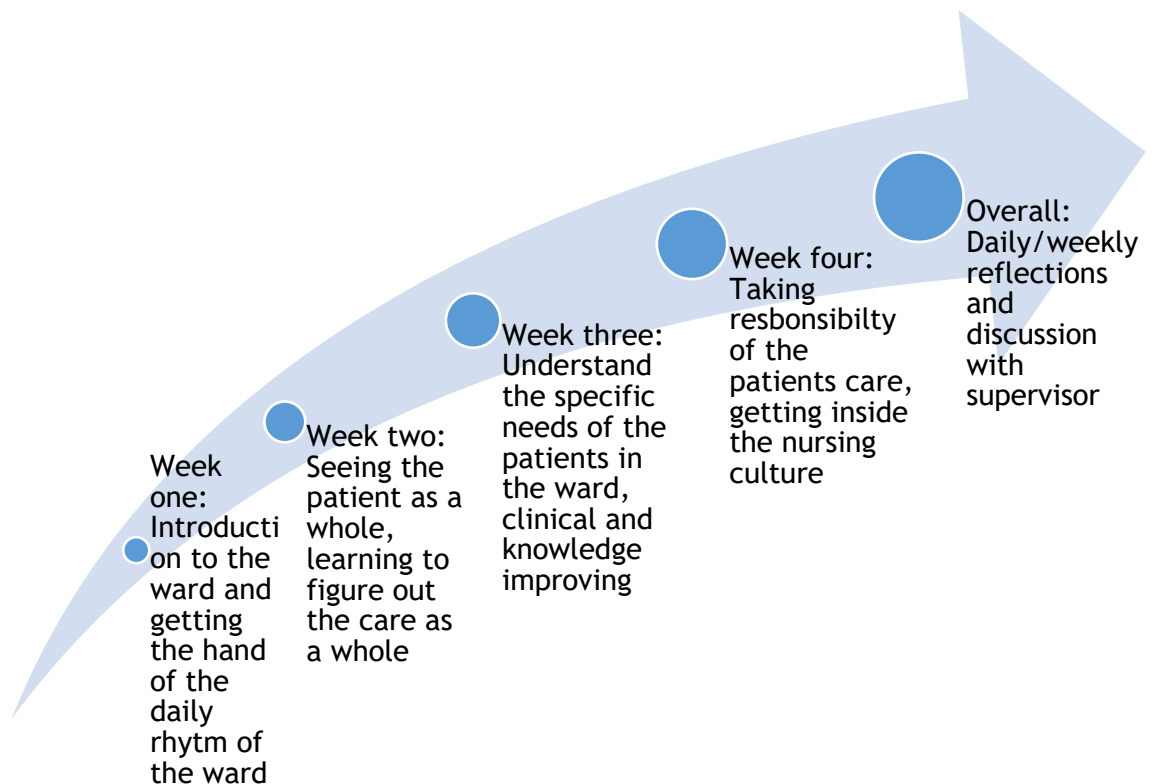 Week
one:
Introducti
on to the
ward and
getting
the hand
of the
daily
rhytm of
the ward
Week two:
Seeing the
patient as a
whole,
learning to
figure out
the care as
a whole
Week three:
Understand
the specific
needs of the
patients in
the ward,
clinical and
knowledge
improving
Week four:
Taking
resbonsibilty
of the
patients care,
getting inside
the nursing
culture
Overall:
Daily/weekly
reflections
and
discussion
with
supervisor